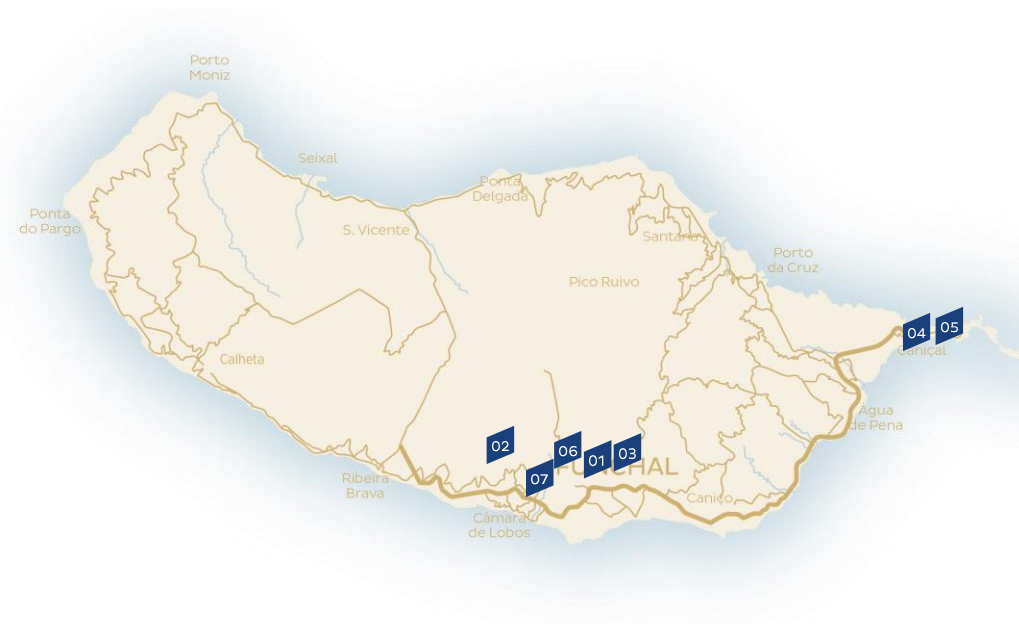 Porto
Moniz
Seixal
Ponta
Delgada
Ponta
do Pargo
S. Vicente
Santana
Porto
da Cruz
Pico Ruivo
04
05
Caniçal
Calheta
Água
de Pena
02
06
01
03
FUNCHAL
07
Ribeira
Brava
Caniço
Câmara
de Lobos